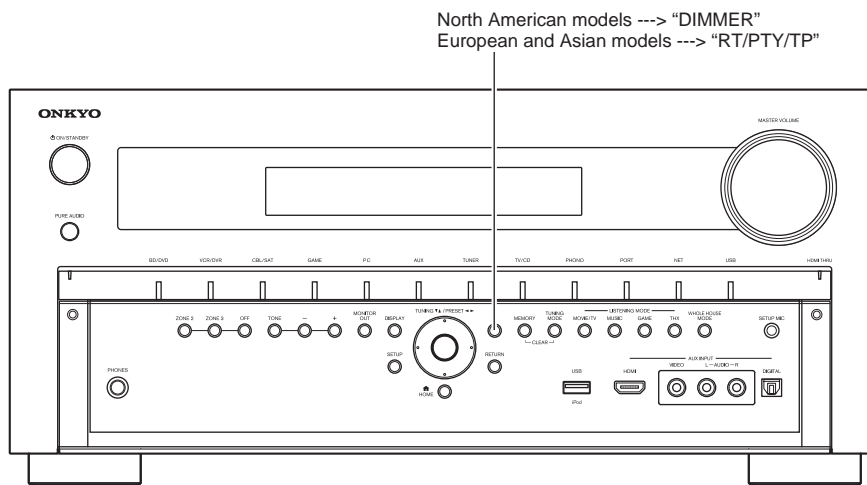 North American models ---> “DIMMER”
European and Asian models ---> “RT/PTY/TP”
ONKYO
MASTER VOLUME
ON/STANDBY
PURE AUDIO
BD/DVD VCR/DVR CBL/SAT GAME PC AUX TUNER TV/CD PHONO PORT NET USB HDMI THRU
ZONE 2 ZONE 3 OFF TONE − + MONITOR OUT DISPLAY TUNING ▼▲ / PRESET ◄ ► MEMORY TUNING MODE MOVIE/TV MUSIC GAME THX WHOLE HOUSE MODE SETUP MIC
LISTENING MODE
CLEAR
SETUP RETURN
AUX INPUT
PHONES
USB HDMI VIDEO L AUDIO R DIGITAL
HOME
iPod